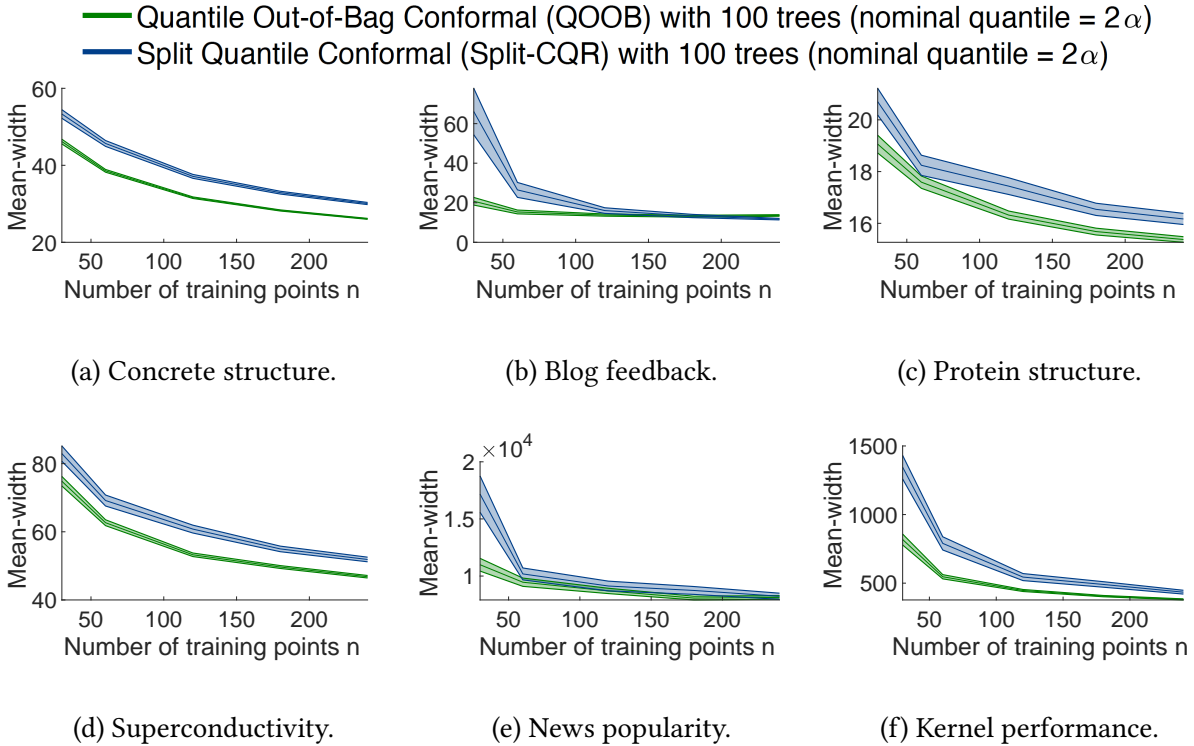 Quantile Out-of-Bag Conformal (QOOB) with 100 trees (nominal quantile = 2α)
Split Quantile Conformal (Split-CQR) with 100 trees (nominal quantile = 2α)
60
40
20
Mean-width
50 100 150 200
Number of training points n
(a) Concrete structure.
60
40
20
0
Mean-width
50 100 150 200
Number of training points n
(b) Blog feedback.
20
18
16
Mean-width
50 100 150 200
Number of training points n
(c) Protein structure.
80
60
40
Mean-width
50 100 150 200
Number of training points n
(d) Superconductivity.
×10⁴
2
1.5
1
Mean-width
50 100 150 200
Number of training points n
(e) News popularity.
1500
1000
500
Mean-width
50 100 150 200
Number of training points n
(f) Kernel performance.